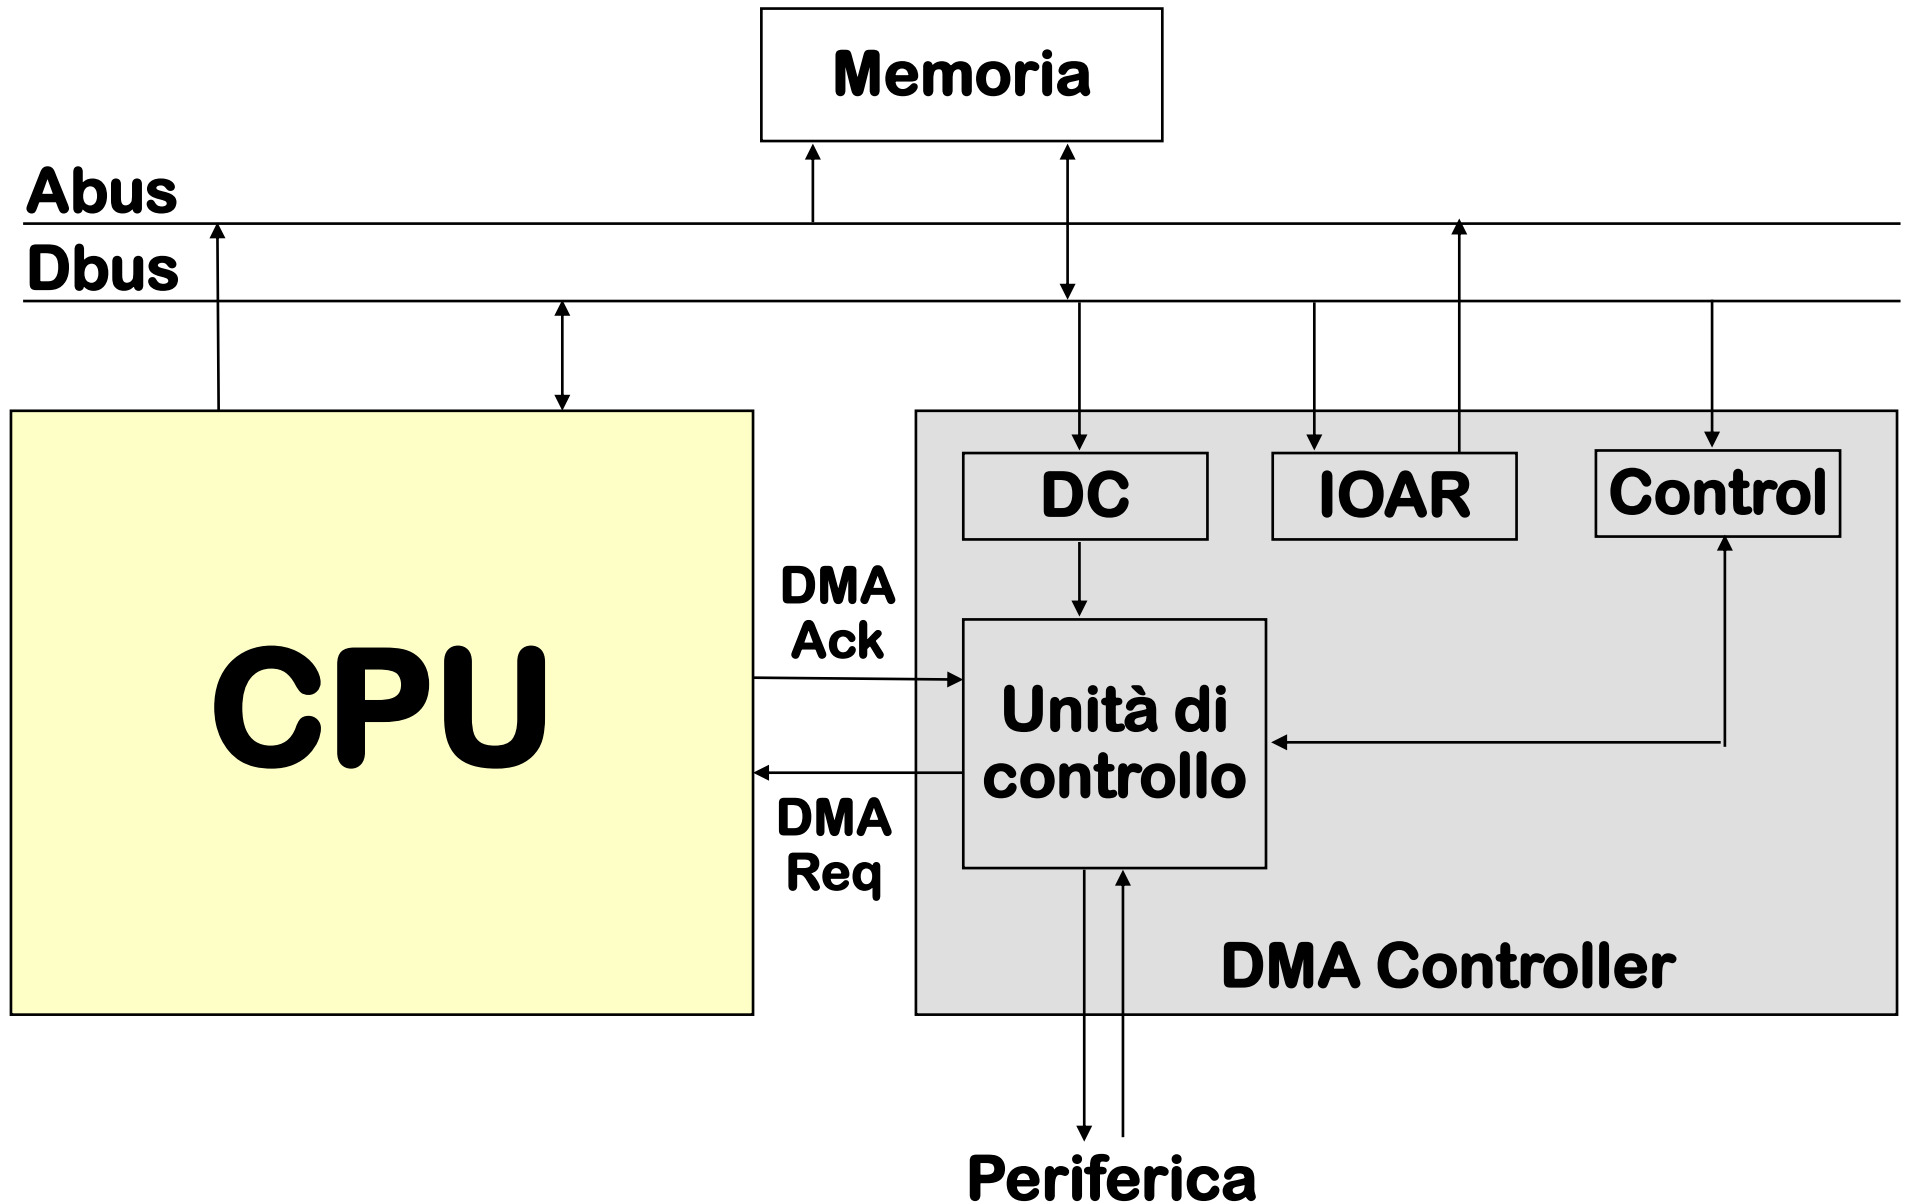 Memoria
Abus
Dbus
CPU
DMA
Ack
DMA
Req
DC
IOAR
Control
Unità di
controllo
DMA Controller
Periferica